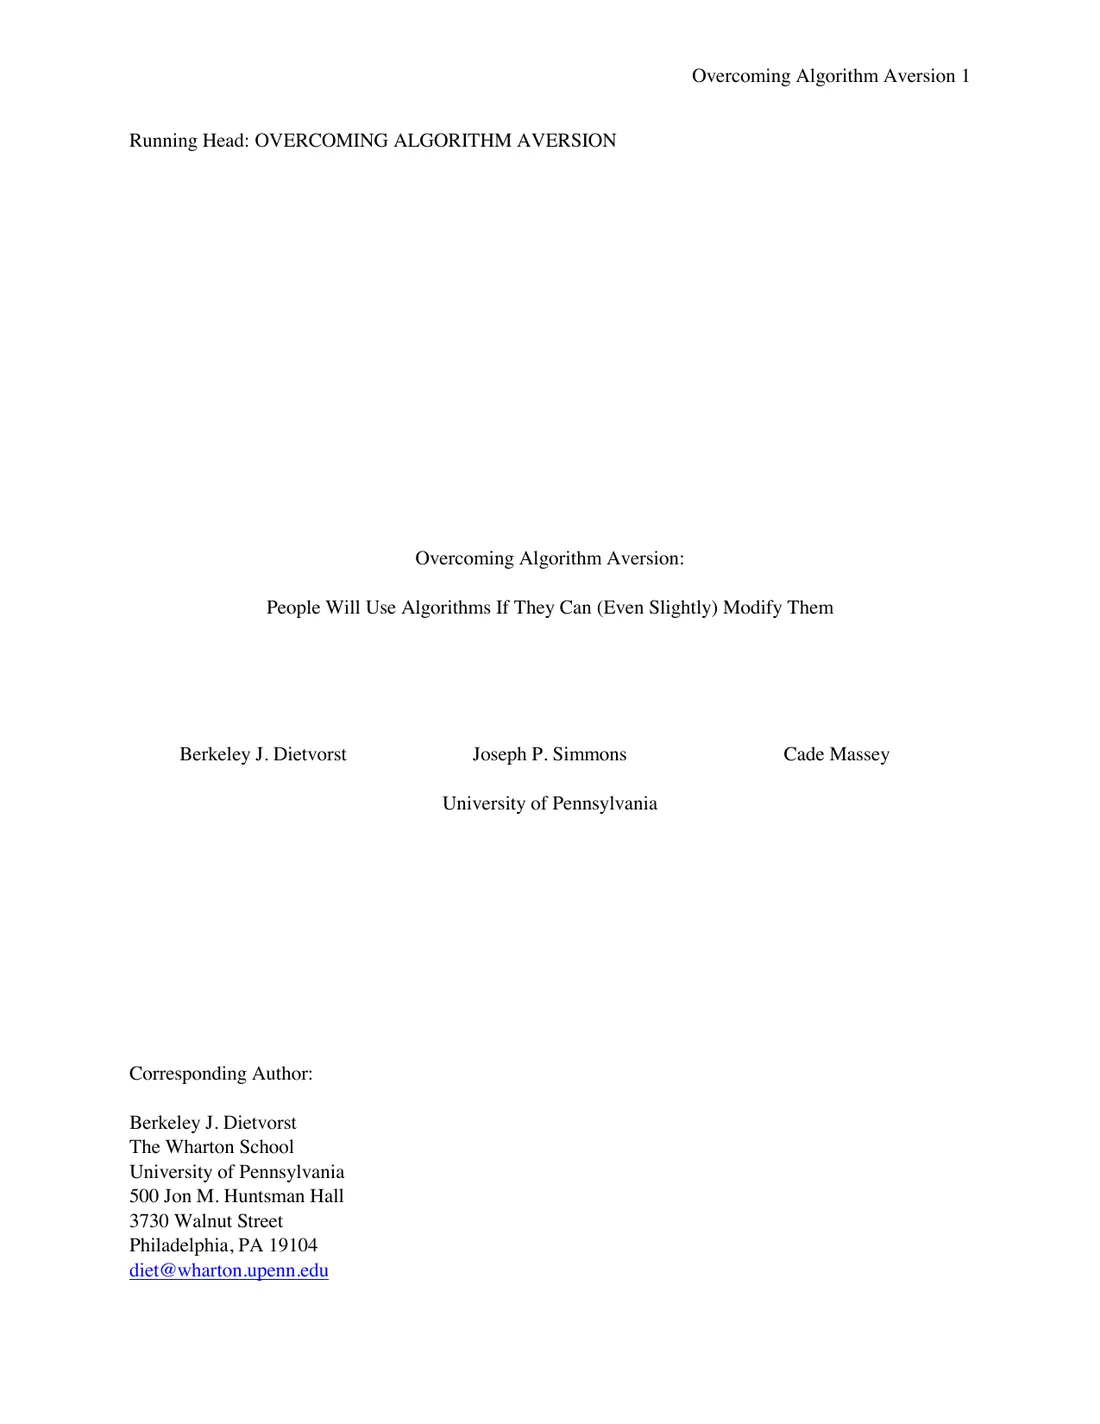 Overcoming Algorithm Aversion 1
Running Head: OVERCOMING ALGORITHM AVERSION
Overcoming Algorithm Aversion:
People Will Use Algorithms If They Can (Even Slightly) Modify Them
Berkeley J. Dietvorst Joseph P. Simmons Cade Massey
University of Pennsylvania
Corresponding Author:
Berkeley J. Dietvorst
The Wharton School
University of Pennsylvania
500 Jon M. Huntsman Hall
3730 Walnut Street
Philadelphia, PA 19104
diet@wharton.upenn.edu